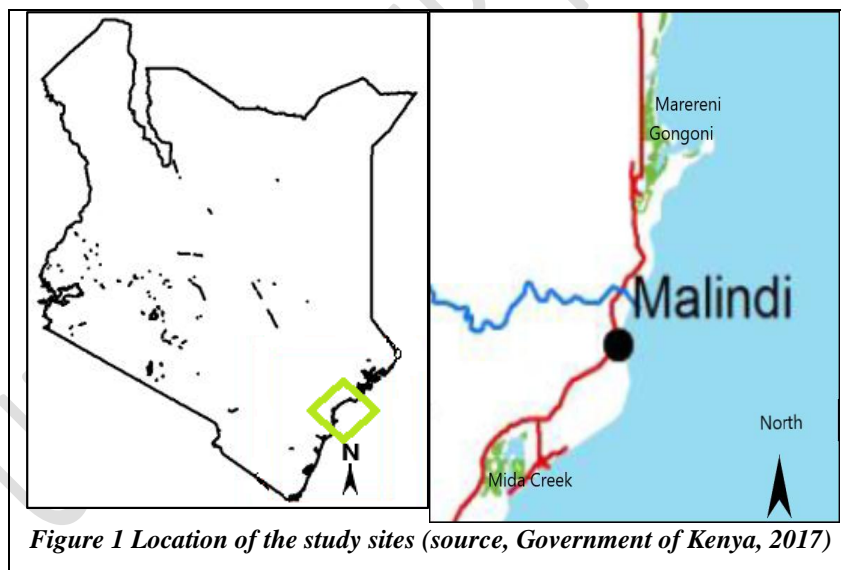 N
Marereni
Gongoni
Malindi
North
Mida Creek
Figure 1 Location of the study sites (source, Government of Kenya, 2017)